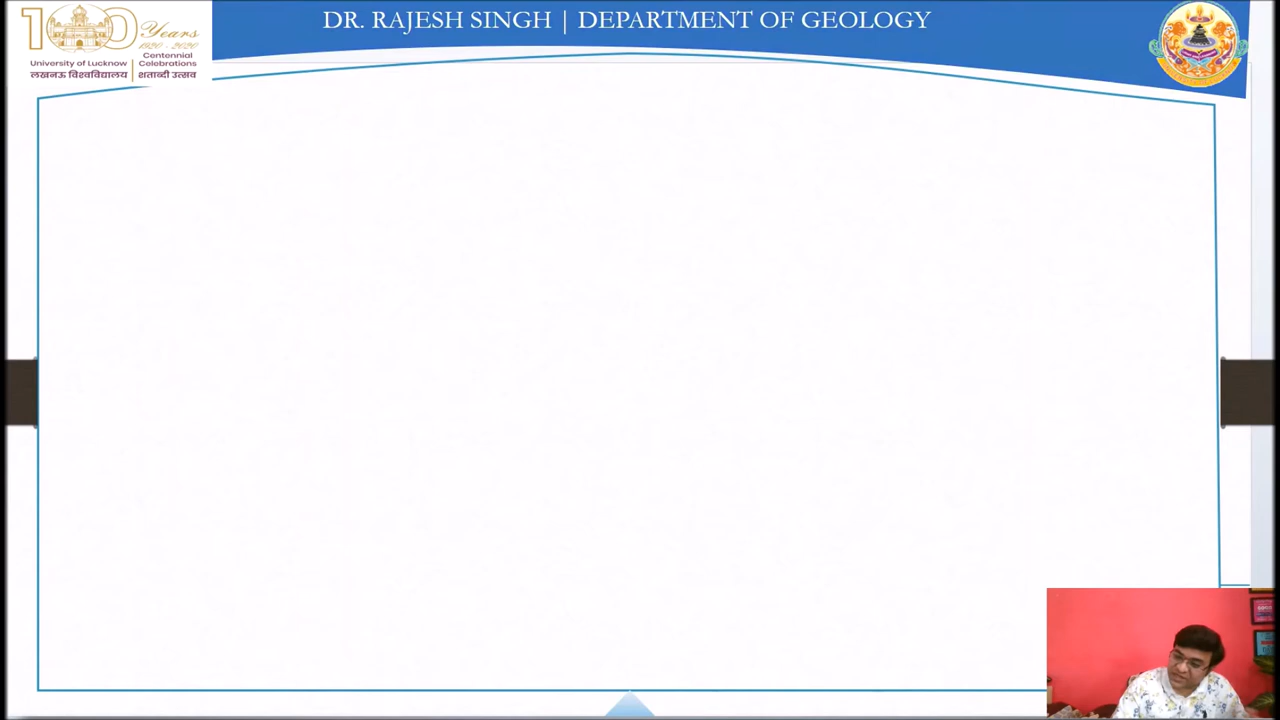 DR. RAJESH SINGH | DEPARTMENT OF GEOLOGY
100 Years
1920 - 2020
University of Lucknow
Centennial
Celebrations
लखनऊ विश्वविद्यालय
शताब्दी उत्सव